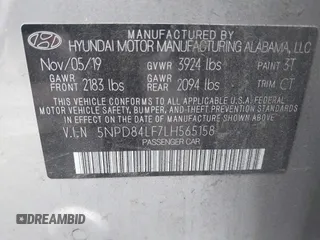 MANUFACTURED BY
HYUNDAI MOTOR MANUFACTURING ALABAMA, LLC
Nov/05/19 GVWR 3924 lbs PAINT 3T
GAWR FRONT 2183 lbs GAWR REAR 2094 lbs TRIM CT
THIS VEHICLE CONFORMS TO ALL APPLICABLE FEDERAL
MOTOR VEHICLE SAFETY, BUMPER, AND THEFT PREVENTION
STANDARDS IN EFFECT ON THE DATE OF MANUFACTURE
SHOWN ABOVE.
V.I.N 5NPD84LF7LH565158
PASSENGER CAR
DREAMBID
dreambid.com